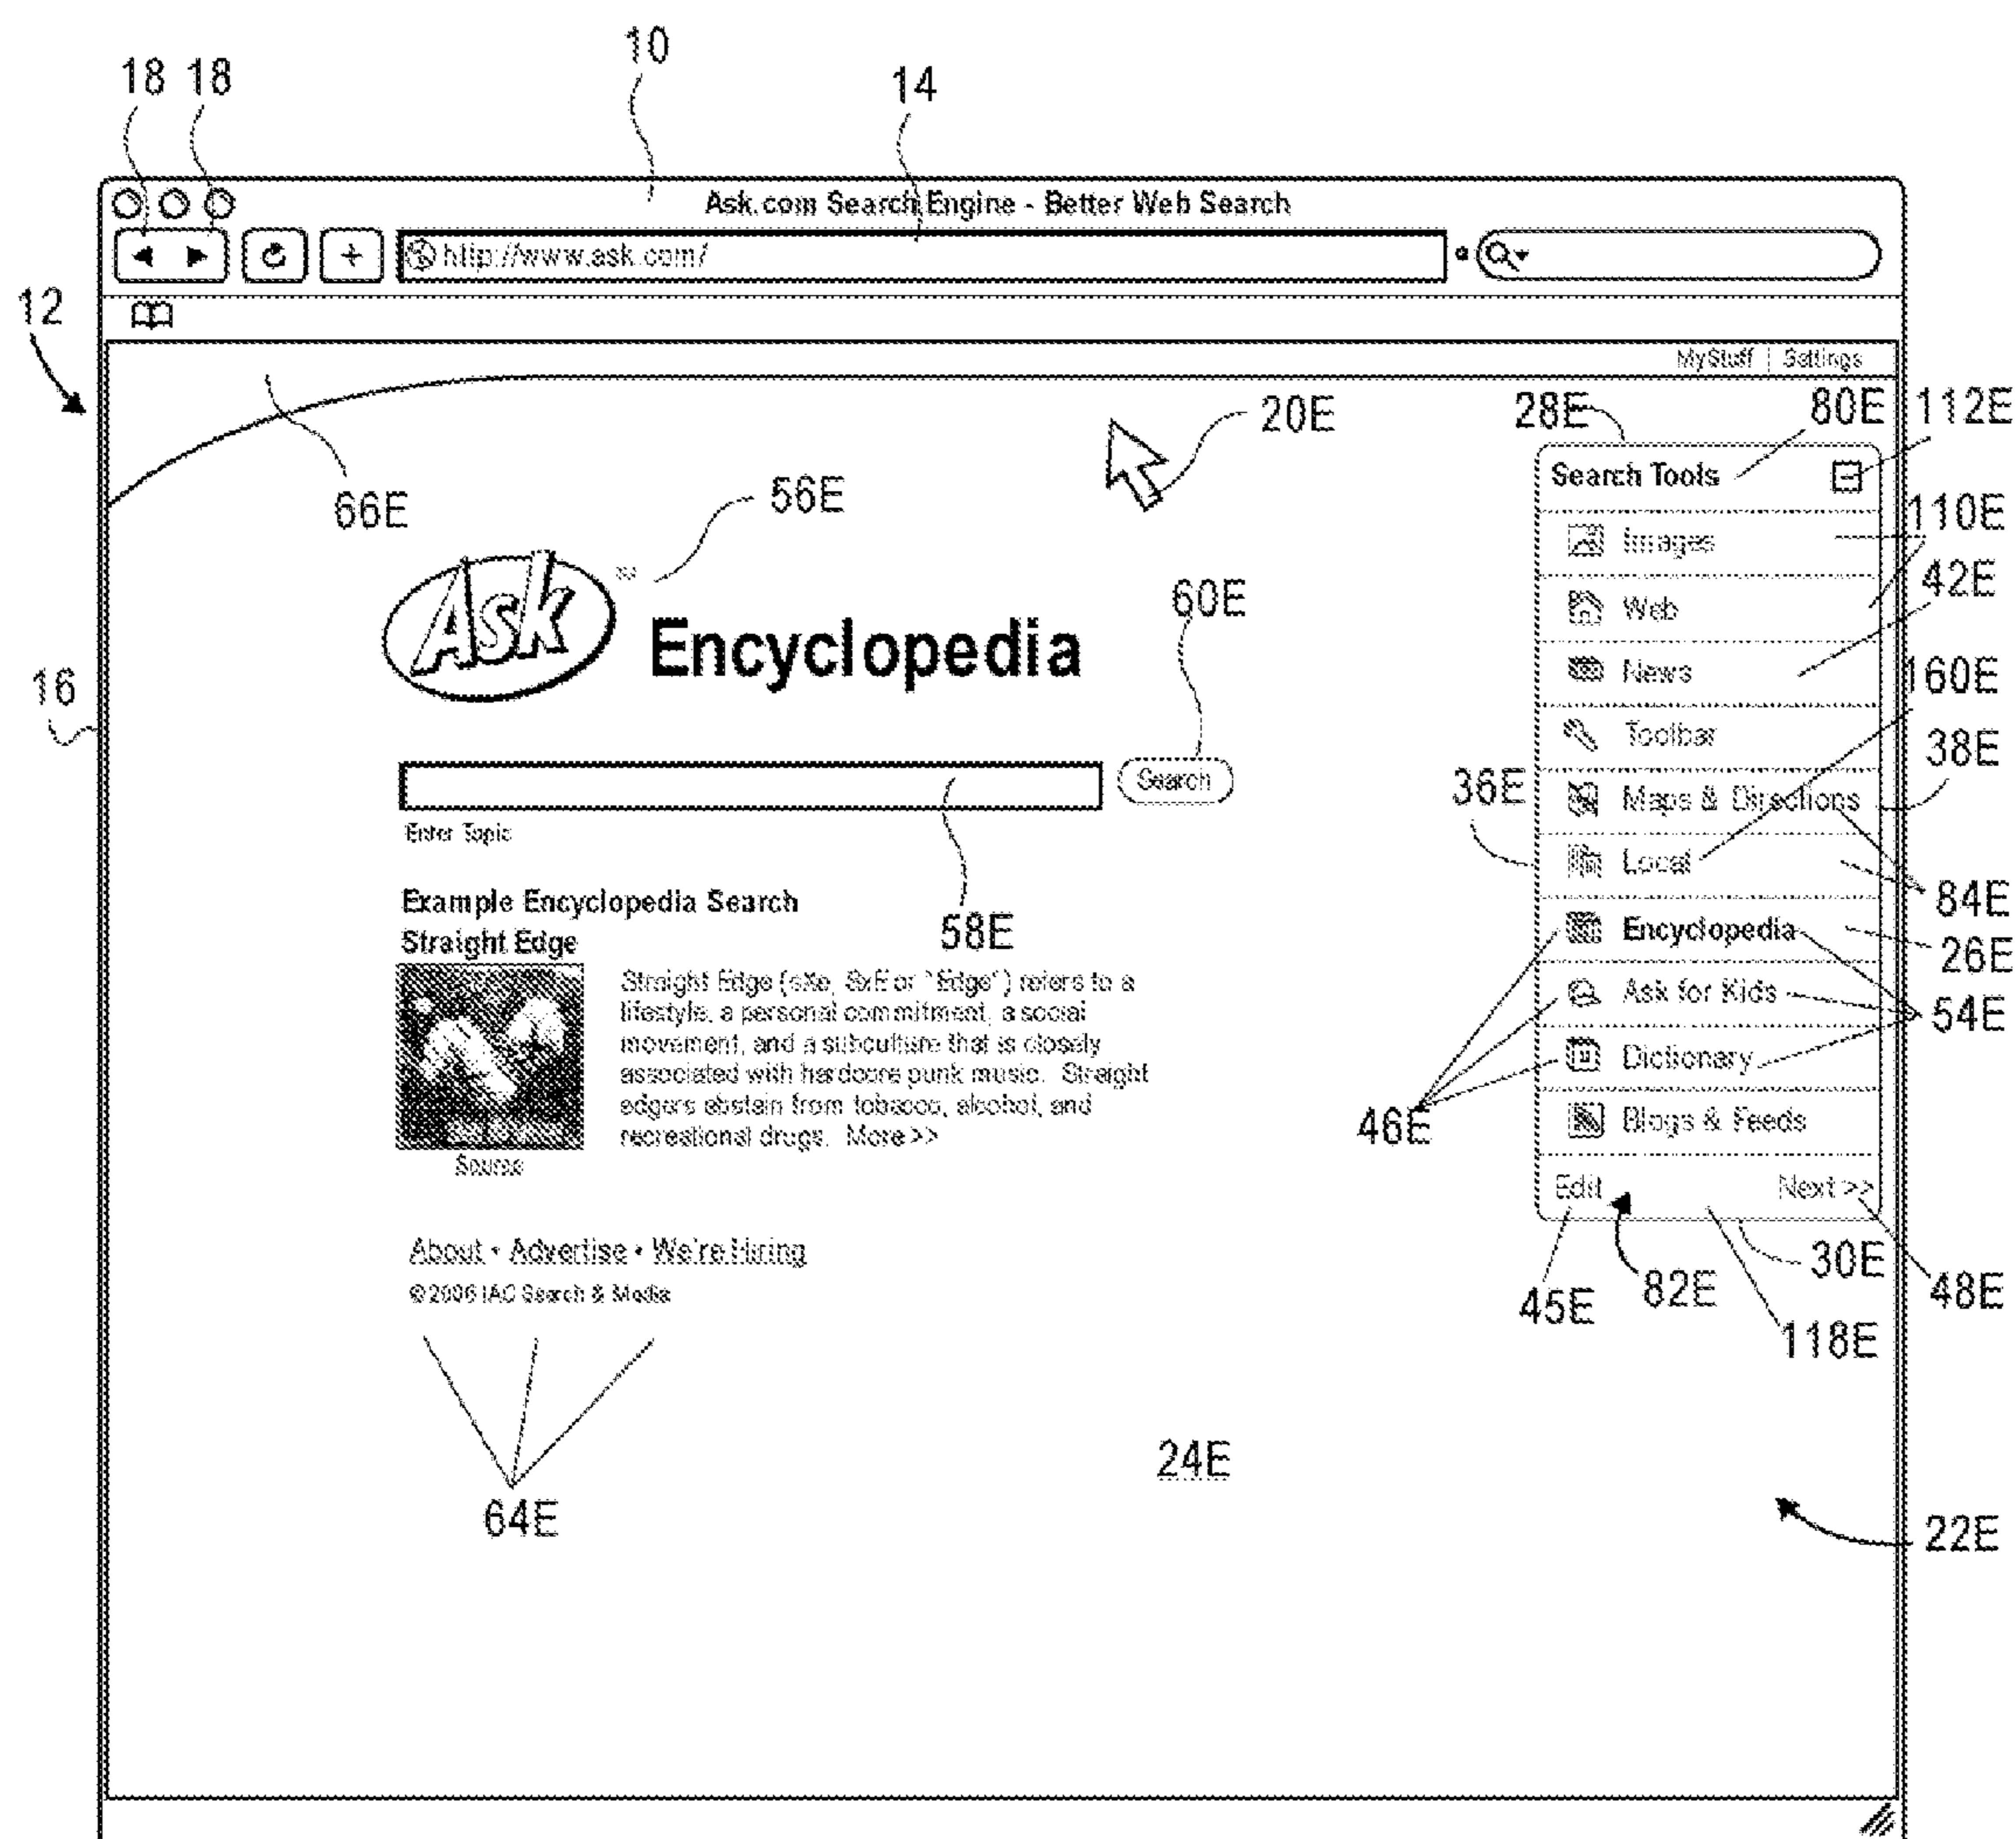 10
18 18
14
Ask.com Search Engine - Better Web Search
http://www.ask.com/
12
MyStuff | Settings
20E
28E
80E
112E
Search Tools
66E
56E
110E
Images
Ask
SM
Encyclopedia
60E
42E
Web
16
News
160E
Toolbar
38E
Search
36E
Maps & Directions
Enter Topic
Local
84E
Example Encyclopedia Search
58E
Encyclopedia
26E
Straight Edge
Straight Edge (sXe, SxE or "Edge") refers to a
lifestyle, a personal commitment, a social
movement, and a subculture that is closely
associated with hardcore punk music. Straight
edgers abstain from tobacco, alcohol, and
recreational drugs. More >>
Source
Ask for Kids
54E
Dictionary
46E
Blogs & Feeds
Edit
Next >>
About • Advertise • We're Hiring
© 2006 IAC Search & Media
45E
82E
30E
48E
118E
24E
64E
22E